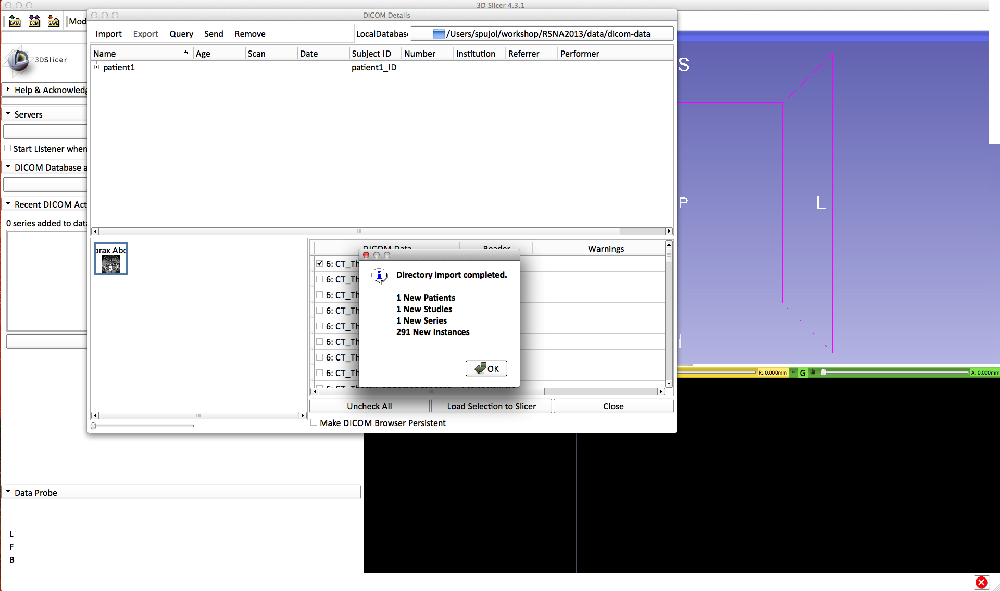 3D Slicer 4.3.1
DATA DCM SAVE Mod
DICOM Details
Import Export Query Send Remove LocalDatabase /Users/spujol/workshop/RSNA2013/data/dicom-data
Name Age Scan Date Subject ID Number Institution Referrer Performer
patient1 patient1_ID
3DSlicer
Help & Acknowledg
Servers
Start Listener when
DICOM Database a
Recent DICOM Act
0 series added to data
S
P
L
I
orax Abd
DICOM Data Reader Warnings
6: CT_Th
6: CT_Th
6: CT_Th
6: CT_Th
6: CT_Th
6: CT_Th
6: CT_Th
6: CT_Th
Directory import completed.
1 New Patients
1 New Studies
1 New Series
291 New Instances
OK
R: 0.000mm G A: 0.000mm
Uncheck All Load Selection to Slicer Close
Make DICOM Browser Persistent
Data Probe
L
F
B